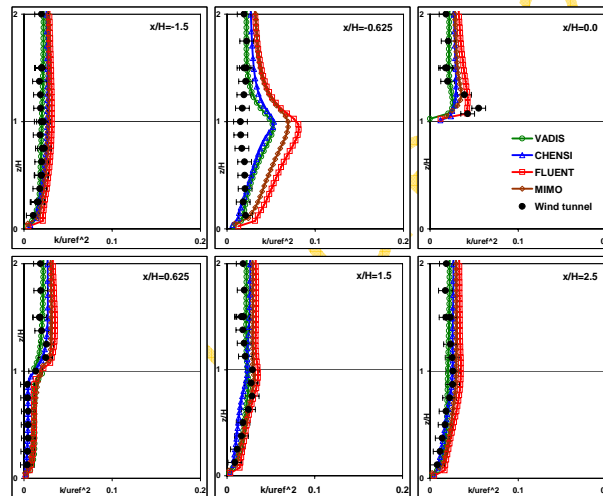 2
x/H=-1.5
z/H
1
0
0
0.1
0.2
k/uref^2
2
x/H=-0.625
z/H
1
0
0
0.1
0.2
k/uref^2
2
x/H=0.0
z/H
1
VADIS
CHENSI
FLUENT
MIMO
Wind tunnel
0
0
0.1
0.2
k/uref^2
2
x/H=0.625
z/H
1
0
0
0.1
0.2
k/uref^2
2
x/H=1.5
z/H
1
0
0
0.1
0.2
k/uref^2
2
x/H=2.5
z/H
1
0
0
0.1
0.2
k/uref^2